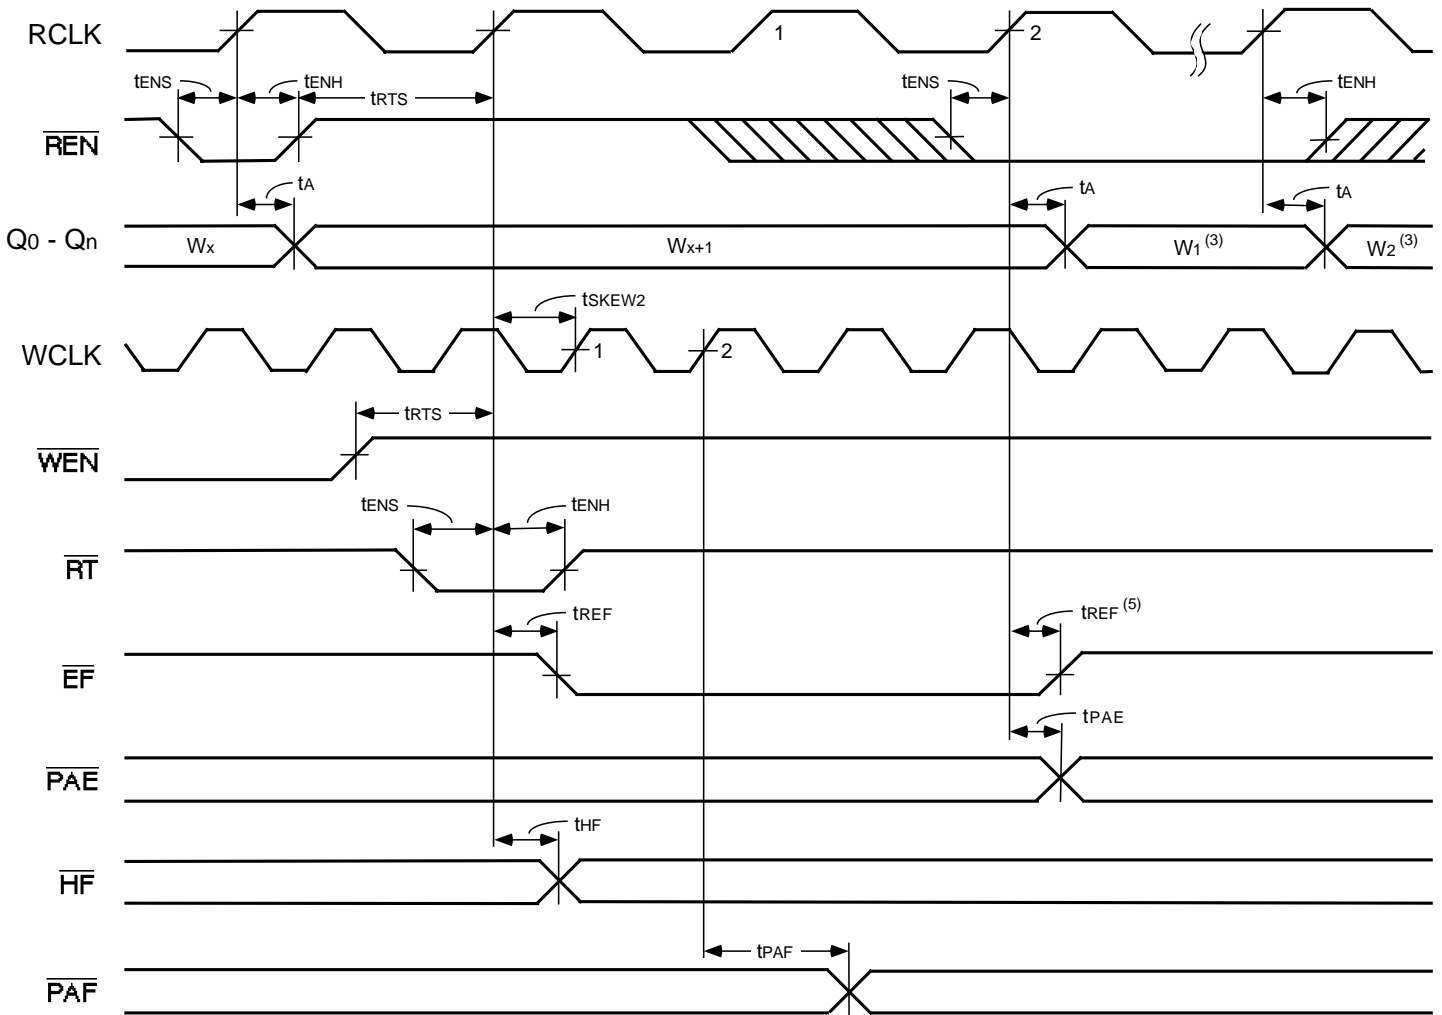 RCLK
1
2
tENS
tENH
tRTS
tENS
tENH
REN
tA
tA
tA
Q0 - Qn
Wx
Wx+1
W1 (3)
W2 (3)
tSKEW2
WCLK
1
2
tRTS
WEN
tENS
tENH
RT
tREF
tREF (5)
EF
tPAE
PAE
tHF
HF
tPAF
PAF